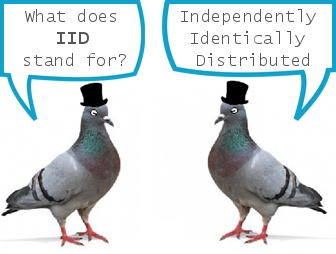 What does
IID
stand for?
Independently
Identically
Distributed